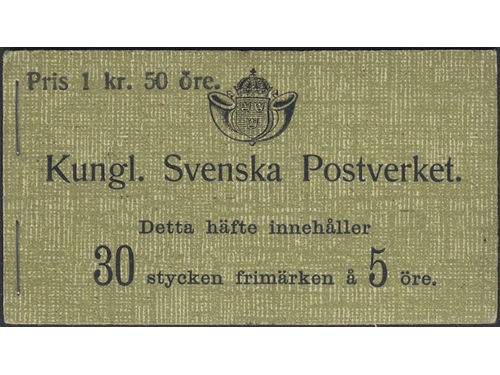 Pris 1 kr. 50 öre.
Kungl. Svenska Postverket.
Detta häfte innehåller
30 stycken frimärken å 5 öre.